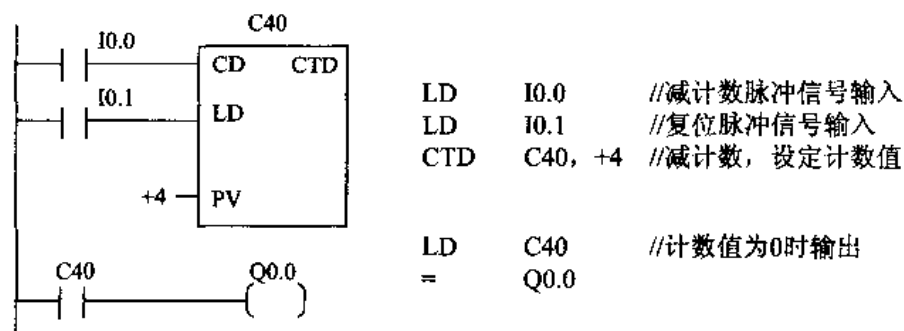 C40
I0.0
CD CTD
I0.1
LD
+4 PV
C40 Q0.0
LD I0.0 //减计数脉冲信号输入
LD I0.1 //复位脉冲信号输入
CTD C40，+4 //减计数，设定计数值
LD C40 //计数值为0时输出
= Q0.0